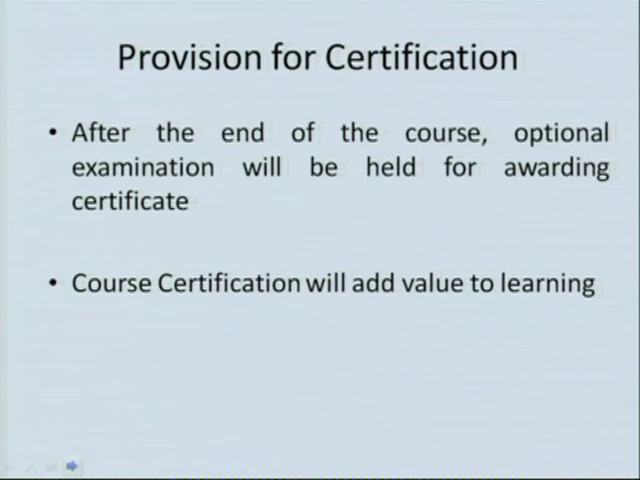 Provision for Certification
• After the end of the course, optional
examination will be held for awarding
certificate
• Course Certification will add value to learning